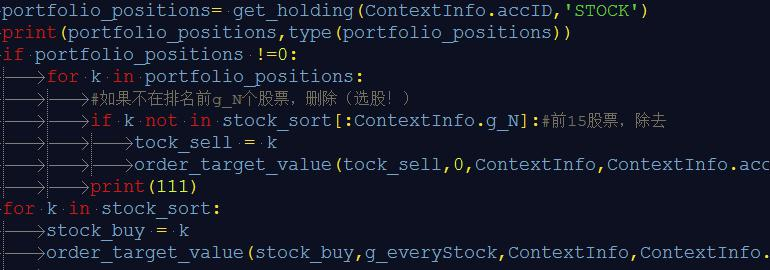 portfolio_positions= get_holding(ContextInfo.accID,'STOCK')
print(portfolio_positions,type(portfolio_positions))
if portfolio_positions !=0:
for k in portfolio_positions:
#如果不在排名前g_N个股票，删除（选股！）
if k not in stock_sort[:ContextInfo.g_N]:#前15股票，除去
tock_sell = k
order_target_value(tock_sell,0,ContextInfo,ContextInfo.acc
print(111)
for k in stock_sort:
stock_buy = k
order_target_value(stock_buy,g_everyStock,ContextInfo,ContextInfo.